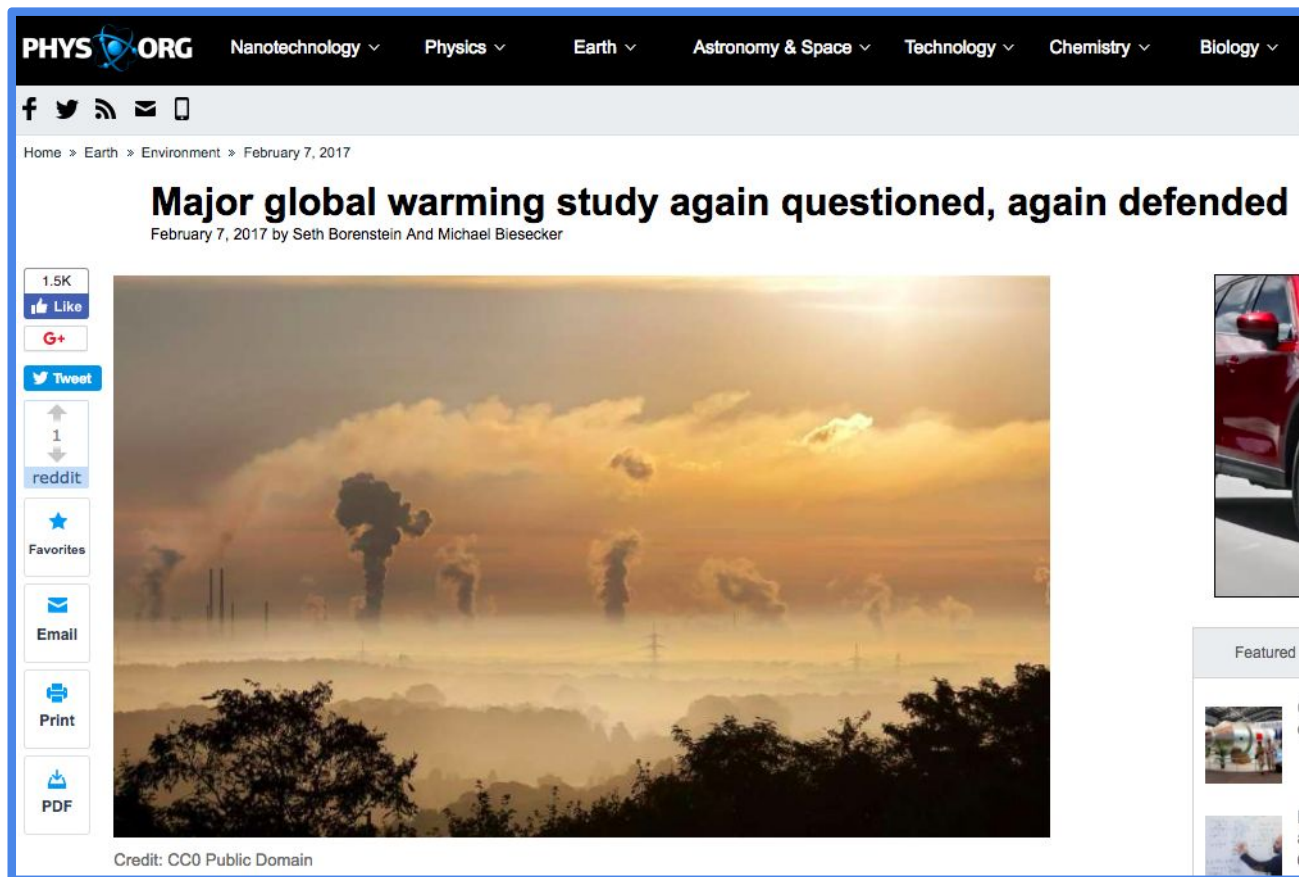 PHYS ORG Nanotechnology Physics Earth Astronomy & Space Technology Chemistry Biology
Home » Earth » Environment » February 7, 2017
Major global warming study again questioned, again defended
February 7, 2017 by Seth Borenstein And Michael Biesecker
1.5K
Like
G+
Tweet
1
reddit
Favorites
Email
Print
PDF
Credit: CC0 Public Domain
Featured